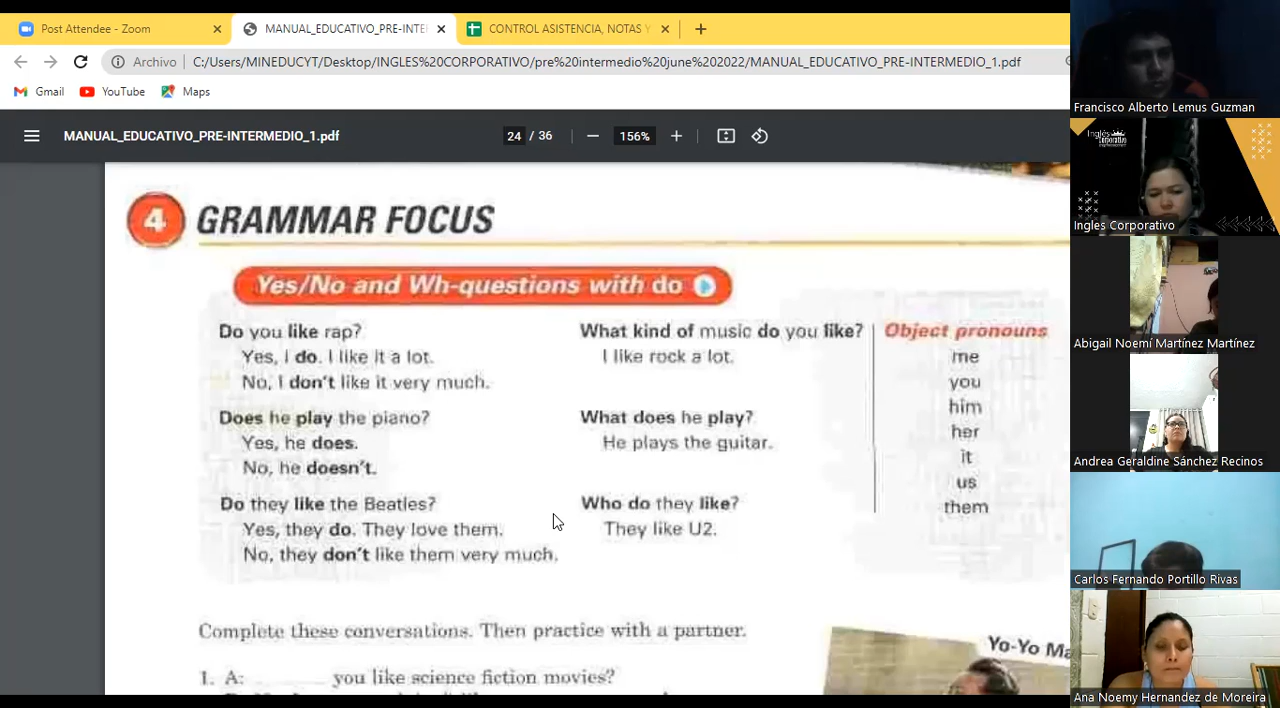 Post Attendee - Zoom
MANUAL_EDUCATIVO_PRE-INTE
CONTROL ASISTENCIA, NOTAS Y
Archivo
C:/Users/MINEDUCYT/Desktop/INGLES%20CORPORATIVO/pre%20intermedio%20june%202022/MANUAL_EDUCATIVO_PRE-INTERMEDIO_1.pdf
Gmail
YouTube
Maps
MANUAL_EDUCATIVO_PRE-INTERMEDIO_1.pdf
24 / 36
156%
4 GRAMMAR FOCUS
Yes/No and Wh-questions with do
Do you like rap?
Yes, I do. I like it a lot.
No, I don't like it very much.
Does he play the piano?
Yes, he does.
No, he doesn't.
Do they like the Beatles?
Yes, they do. They love them.
No, they don't like them very much.
What kind of music do you like?
I like rock a lot.
What does he play?
He plays the guitar.
Who do they like?
They like U2.
Object pronouns
me
you
him
her
it
us
them
Complete these conversations. Then practice with a partner.
1. A: ________ you like science fiction movies?
Yo-Yo Ma
Francisco Alberto Lemus Guzman
Inglés
Corporativo
Ingles Corporativo
Abigail Noemí Martínez Martínez
Andrea Geraldine Sánchez Recinos
Carlos Fernando Portillo Rivas
Ana Noemy Hernandez de Moreira